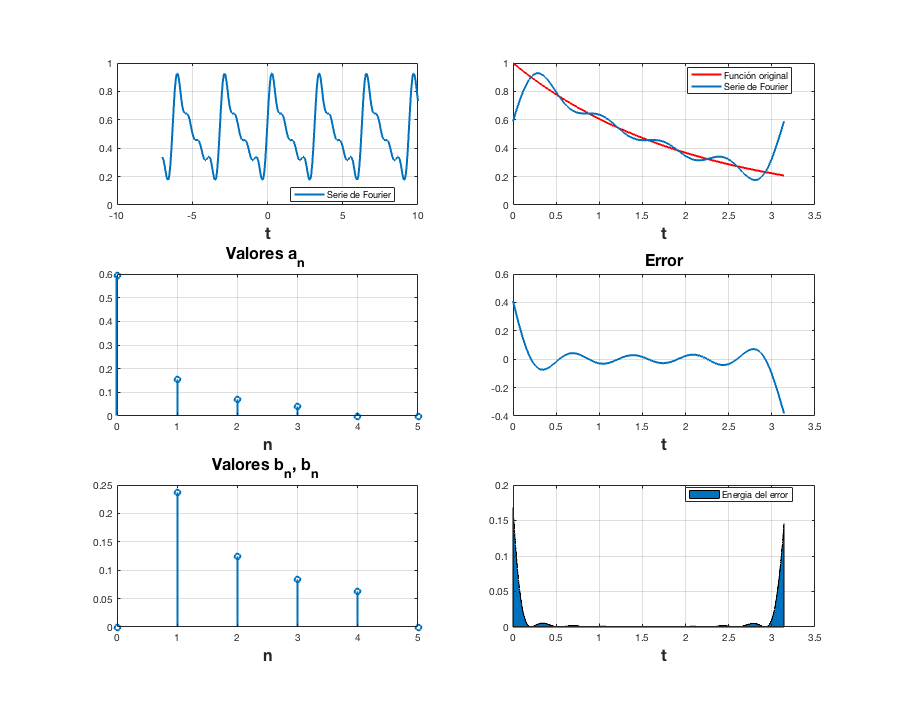 1
0.8
0.6
0.4
0.2
0
Serie de Fourier
-10 -5 0 5 10
t
1
0.8
0.6
0.4
0.2
0
Función original
Serie de Fourier
0 0.5 1 1.5 2 2.5 3 3.5
t
Valores an
0.6
0.5
0.4
0.3
0.2
0.1
0
0 1 2 3 4 5
n
Error
0.6
0.4
0.2
0
-0.2
-0.4
0 0.5 1 1.5 2 2.5 3 3.5
t
Valores bn, bn
0.25
0.2
0.15
0.1
0.05
0
0 1 2 3 4 5
n
0.2
0.15
0.1
0.05
0
Energia del error
0 0.5 1 1.5 2 2.5 3 3.5
t